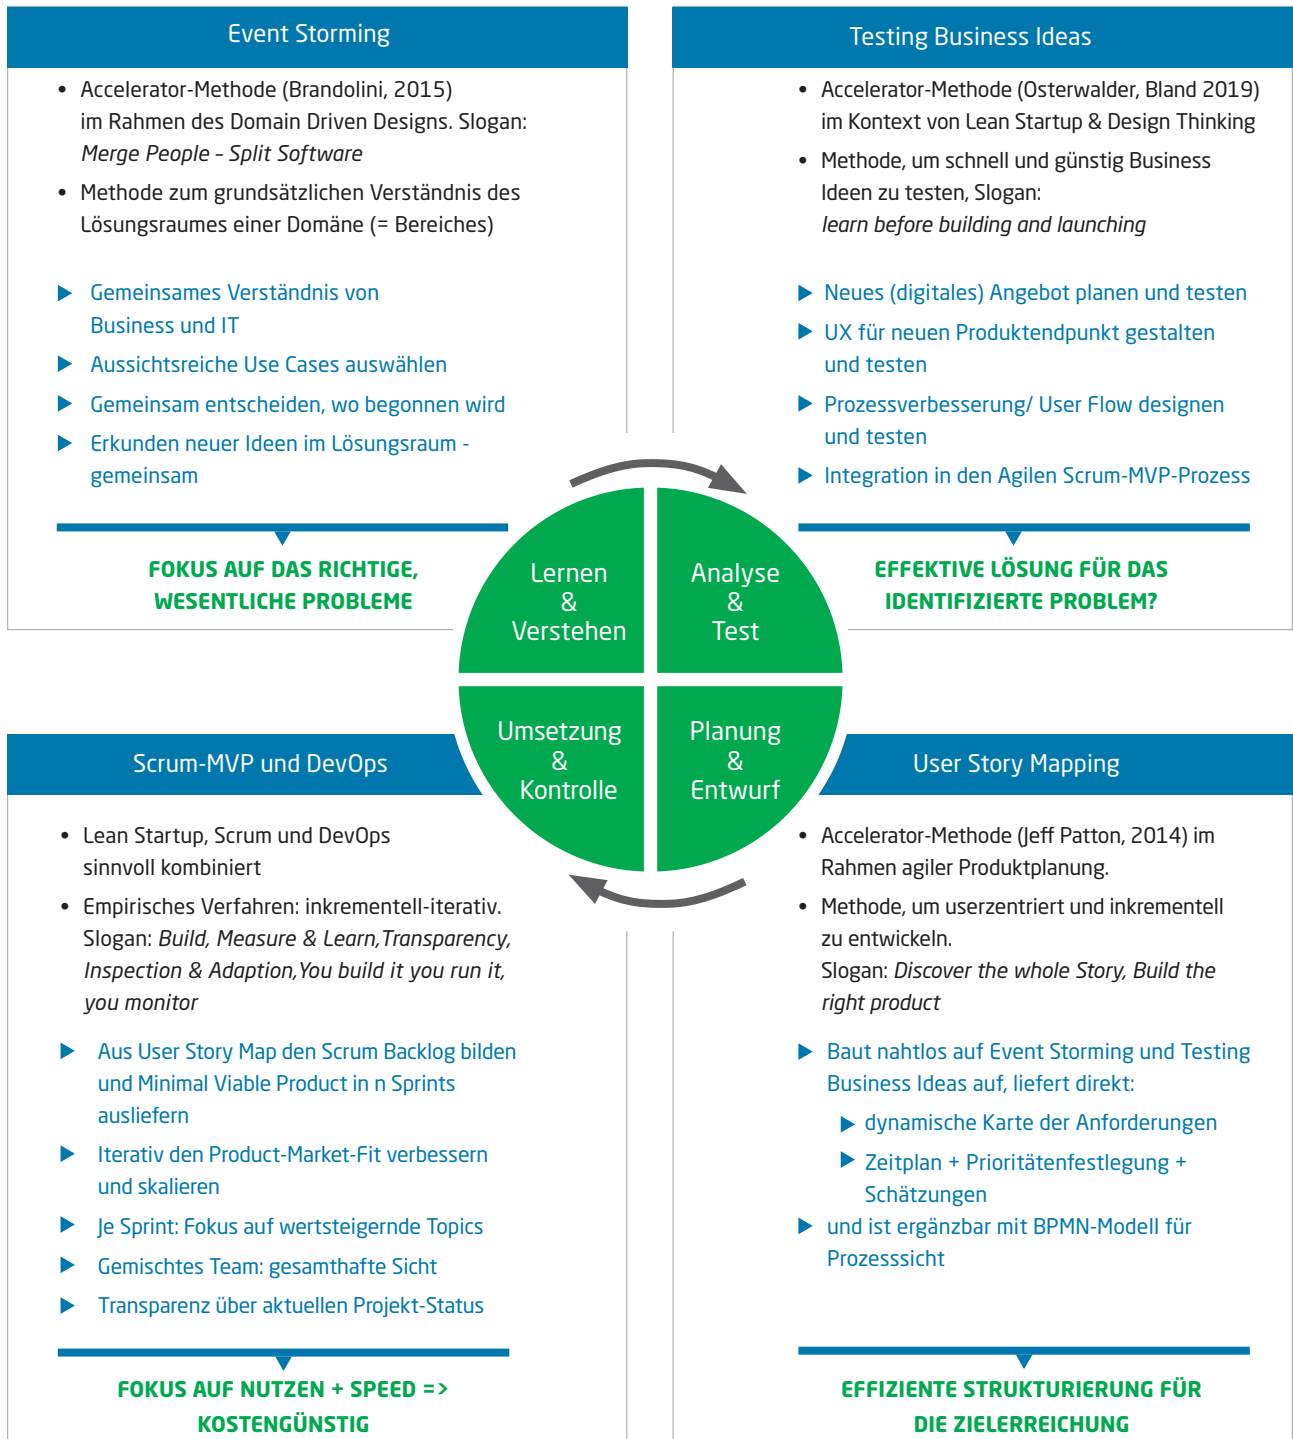 Event Storming
• Accelerator-Methode (Brandolini, 2015)
im Rahmen des Domain Driven Designs. Slogan:
Merge People – Split Software
• Methode zum grundsätzlichen Verständnis des
Lösungsraumes einer Domäne (= Bereiches)
▶ Gemeinsames Verständnis von
Business und IT
▶ Aussichtsreiche Use Cases auswählen
▶ Gemeinsam entscheiden, wo begonnen wird
▶ Erkunden neuer Ideen im Lösungsraum -
gemeinsam
FOKUS AUF DAS RICHTIGE,
WESENTLICHE PROBLEME
Testing Business Ideas
• Accelerator-Methode (Osterwalder, Bland 2019)
im Kontext von Lean Startup & Design Thinking
• Methode, um schnell und günstig Business
Ideen zu testen, Slogan:
learn before building and launching
▶ Neues (digitales) Angebot planen und testen
▶ UX für neuen Produktendpunkt gestalten
und testen
▶ Prozessverbesserung/ User Flow designen
und testen
▶ Integration in den Agilen Scrum-MVP-Prozess
EFFEKTIVE LÖSUNG FÜR DAS
IDENTIFIZIERTE PROBLEM?
Lernen
&
Verstehen
Analyse
&
Test
Umsetzung
&
Kontrolle
Planung
&
Entwurf
Scrum-MVP und DevOps
• Lean Startup, Scrum und DevOps
sinnvoll kombiniert
• Empirisches Verfahren: inkrementell-iterativ.
Slogan: Build, Measure & Learn,Transparency,
Inspection & Adaption,You build it you run it,
you monitor
▶ Aus User Story Map den Scrum Backlog bilden
und Minimal Viable Product in n Sprints
ausliefern
▶ Iterativ den Product-Market-Fit verbessern
und skalieren
▶ Je Sprint: Fokus auf wertsteigernde Topics
▶ Gemischtes Team: gesamthafte Sicht
▶ Transparenz über aktuellen Projekt-Status
FOKUS AUF NUTZEN + SPEED =>
KOSTENGÜNSTIG
User Story Mapping
• Accelerator-Methode (Jeff Patton, 2014) im
Rahmen agiler Produktplanung.
• Methode, um userzentriert und inkrementell
zu entwickeln.
Slogan: Discover the whole Story, Build the
right product
▶ Baut nahtlos auf Event Storming und Testing
Business Ideas auf, liefert direkt:
▶ dynamische Karte der Anforderungen
▶ Zeitplan + Prioritätenfestlegung +
Schätzungen
▶ und ist ergänzbar mit BPMN-Modell für
Prozesssicht
EFFIZIENTE STRUKTURIERUNG FÜR
DIE ZIELERREICHUNG